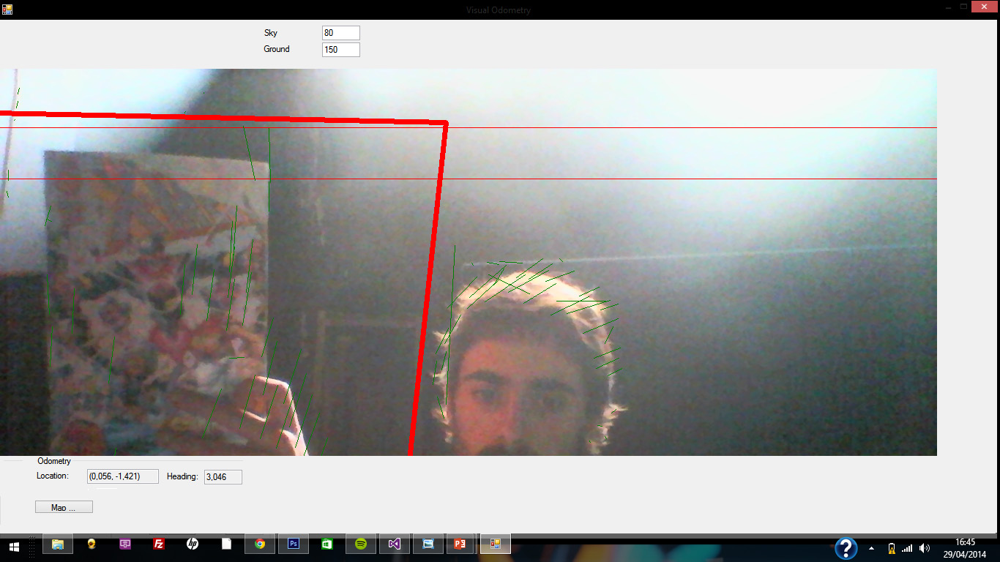 Visual Odometry
Sky 80
Ground 150
Odometry
Location: (0,056, -1,421) Heading: 3,046
Map ...
16:45
29/04/2014